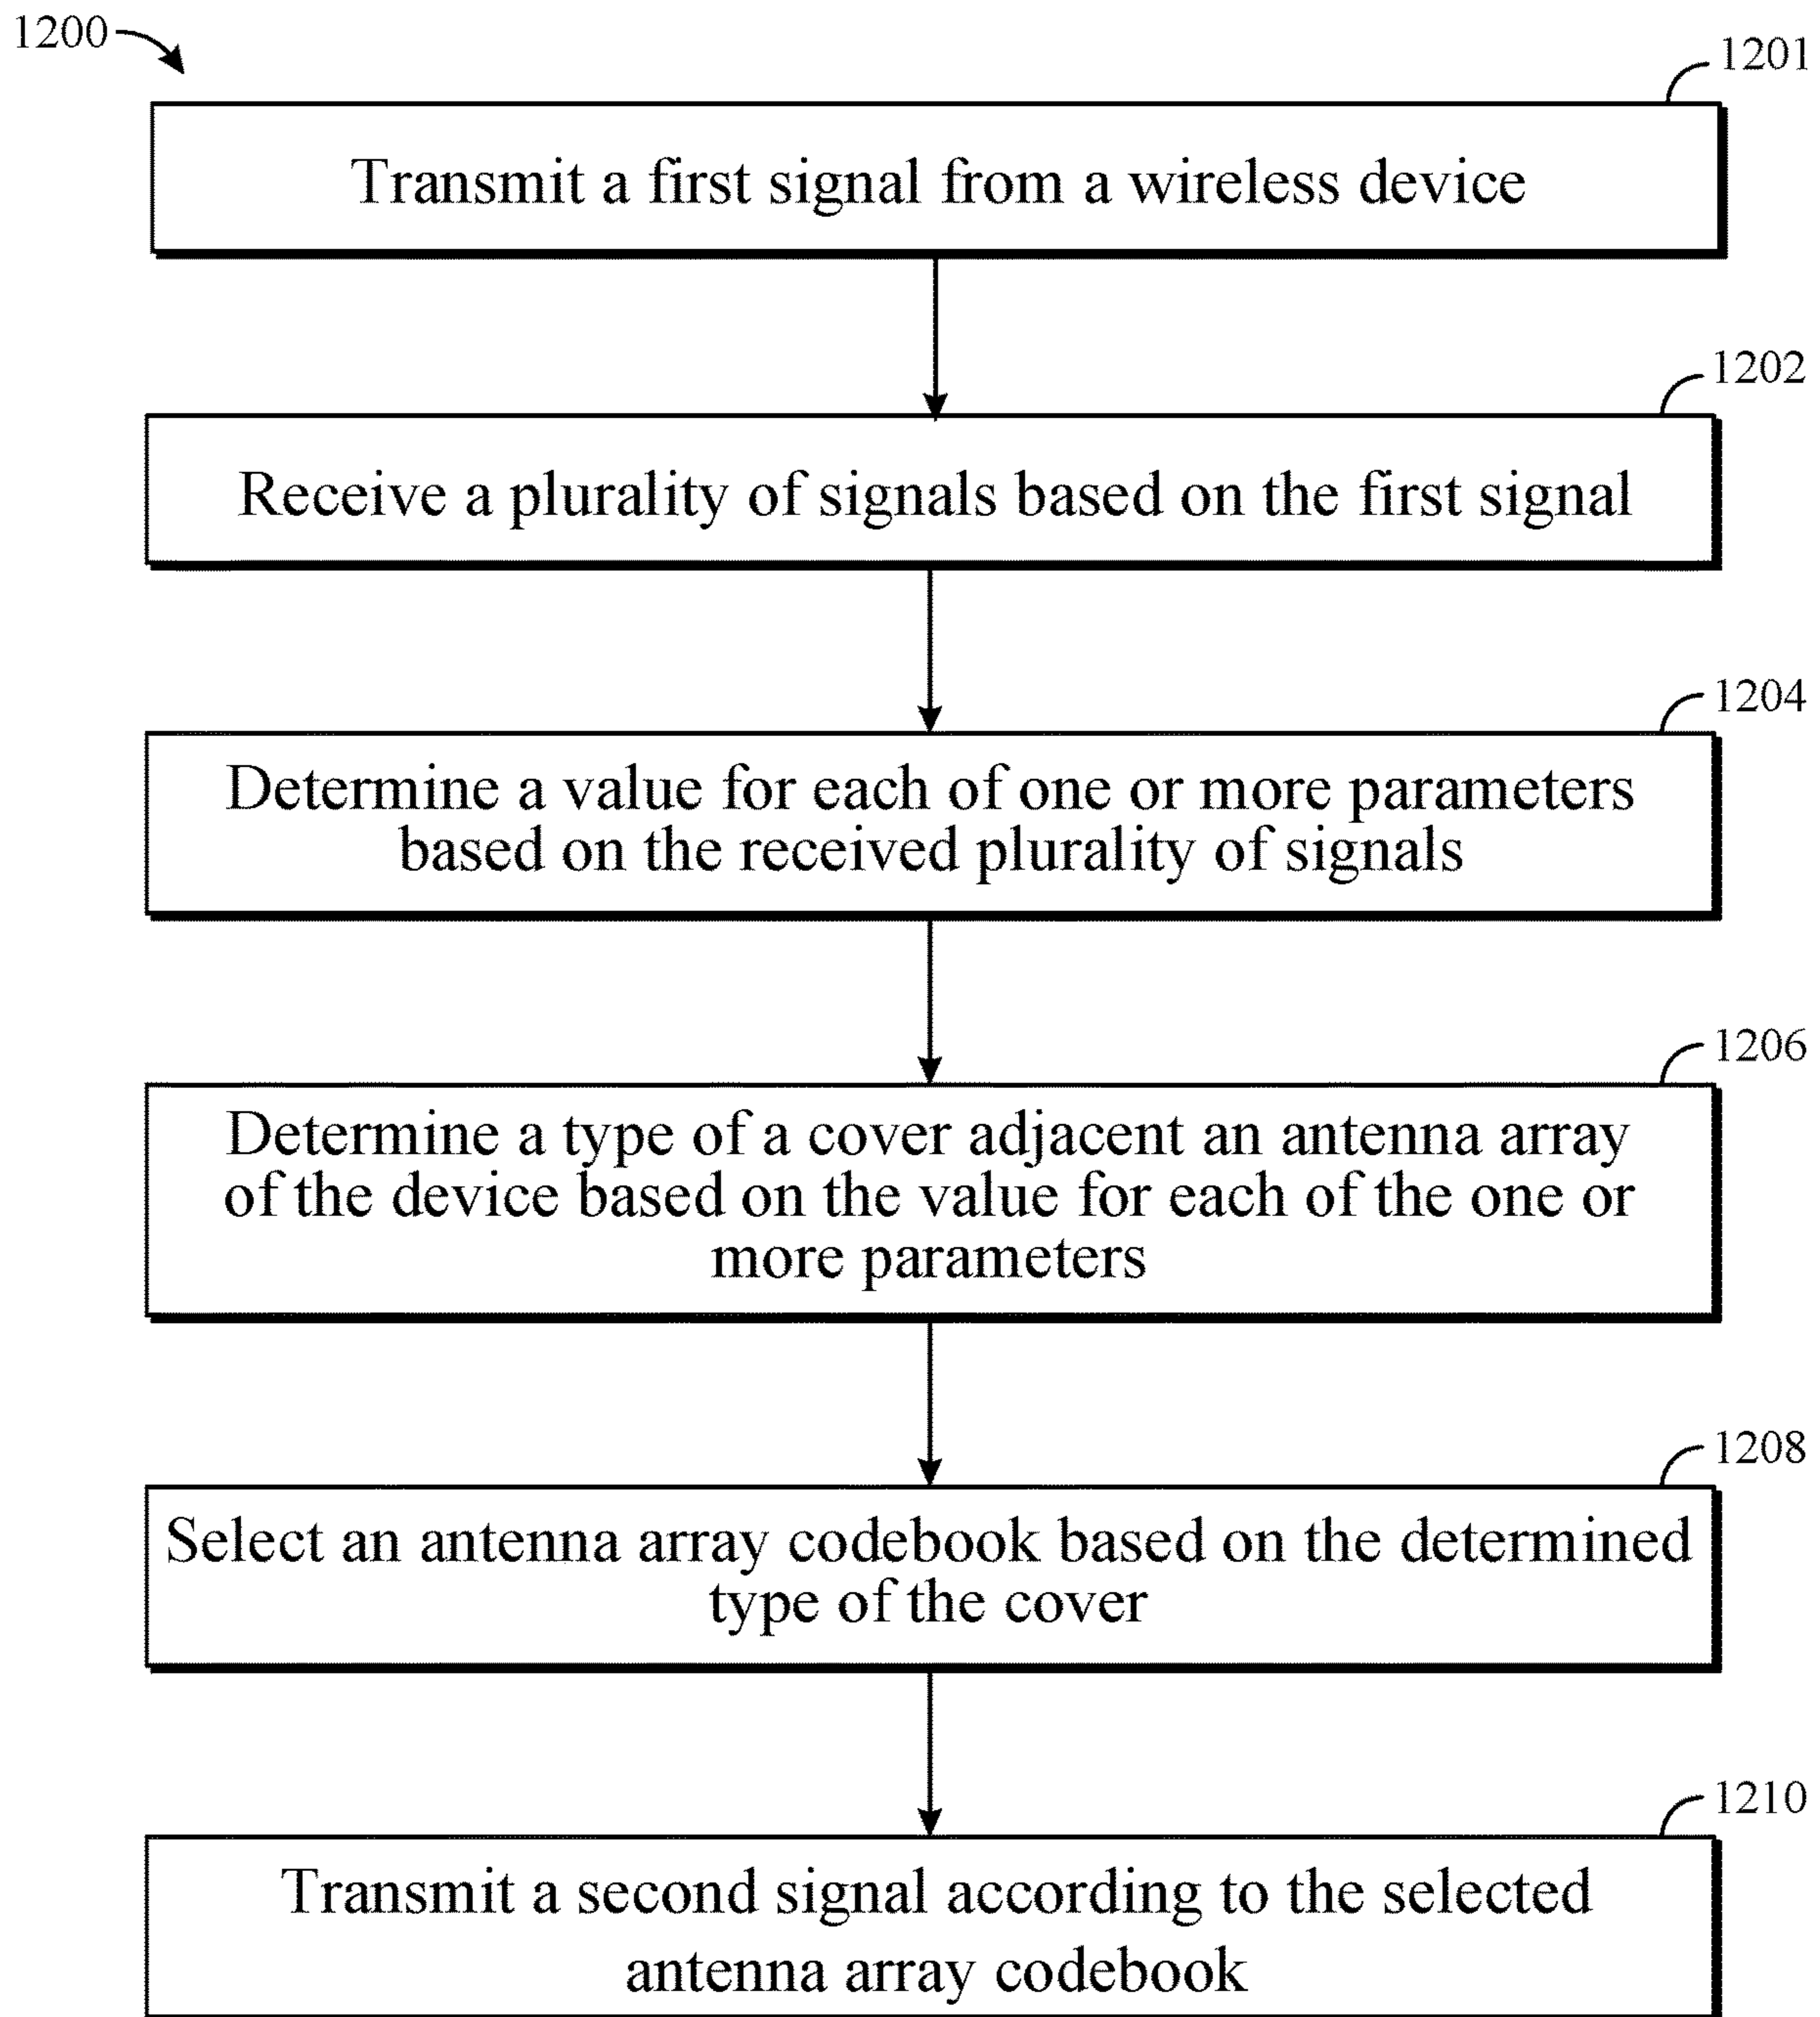 1200
1201
Transmit a first signal from a wireless device
1202
Receive a plurality of signals based on the first signal
1204
Determine a value for each of one or more parameters
based on the received plurality of signals
1206
Determine a type of a cover adjacent an antenna array
of the device based on the value for each of the one or
more parameters
1208
Select an antenna array codebook based on the determined
type of the cover
1210
Transmit a second signal according to the selected
antenna array codebook